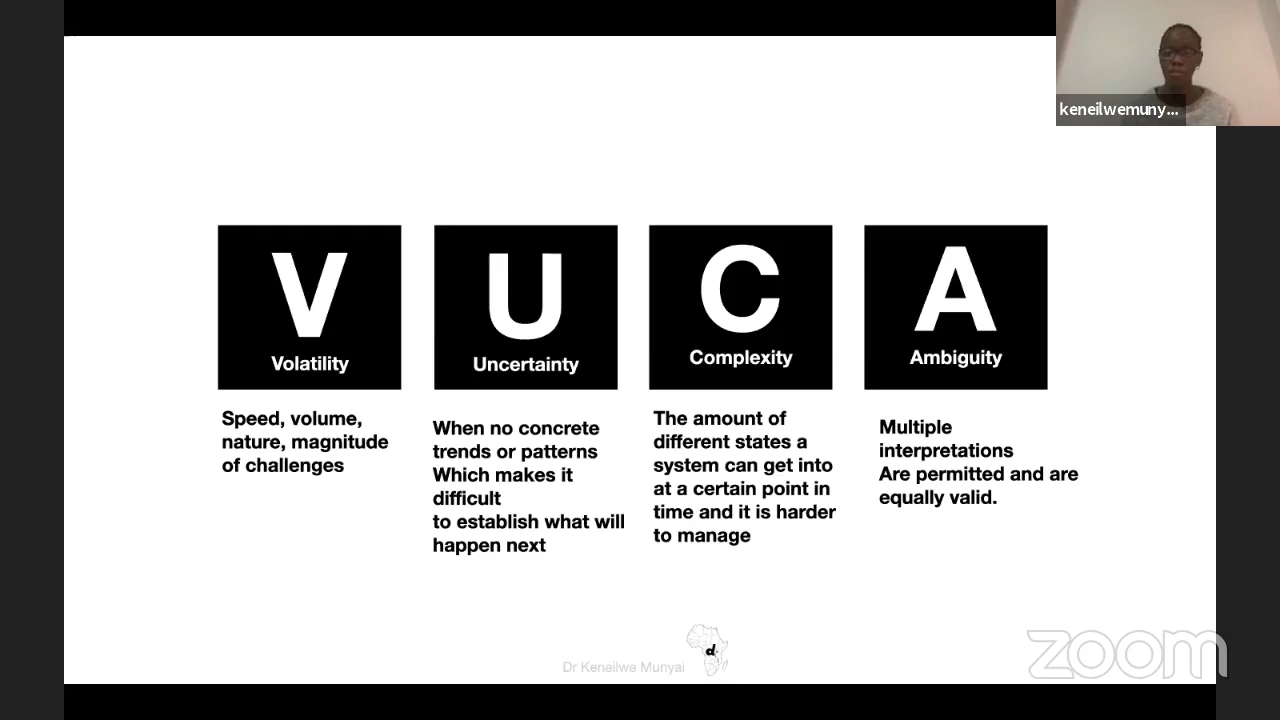 keneilwemuny...
V
Volatility
Speed, volume,
nature, magnitude
of challenges
U
Uncertainty
When no concrete
trends or patterns
Which makes it
difficult
to establish what will
happen next
C
Complexity
The amount of
different states a
system can get into
at a certain point in
time and it is harder
to manage
A
Ambiguity
Multiple
interpretations
Are permitted and are
equally valid.
Dr Keneilwe Munyai
d.
zoom